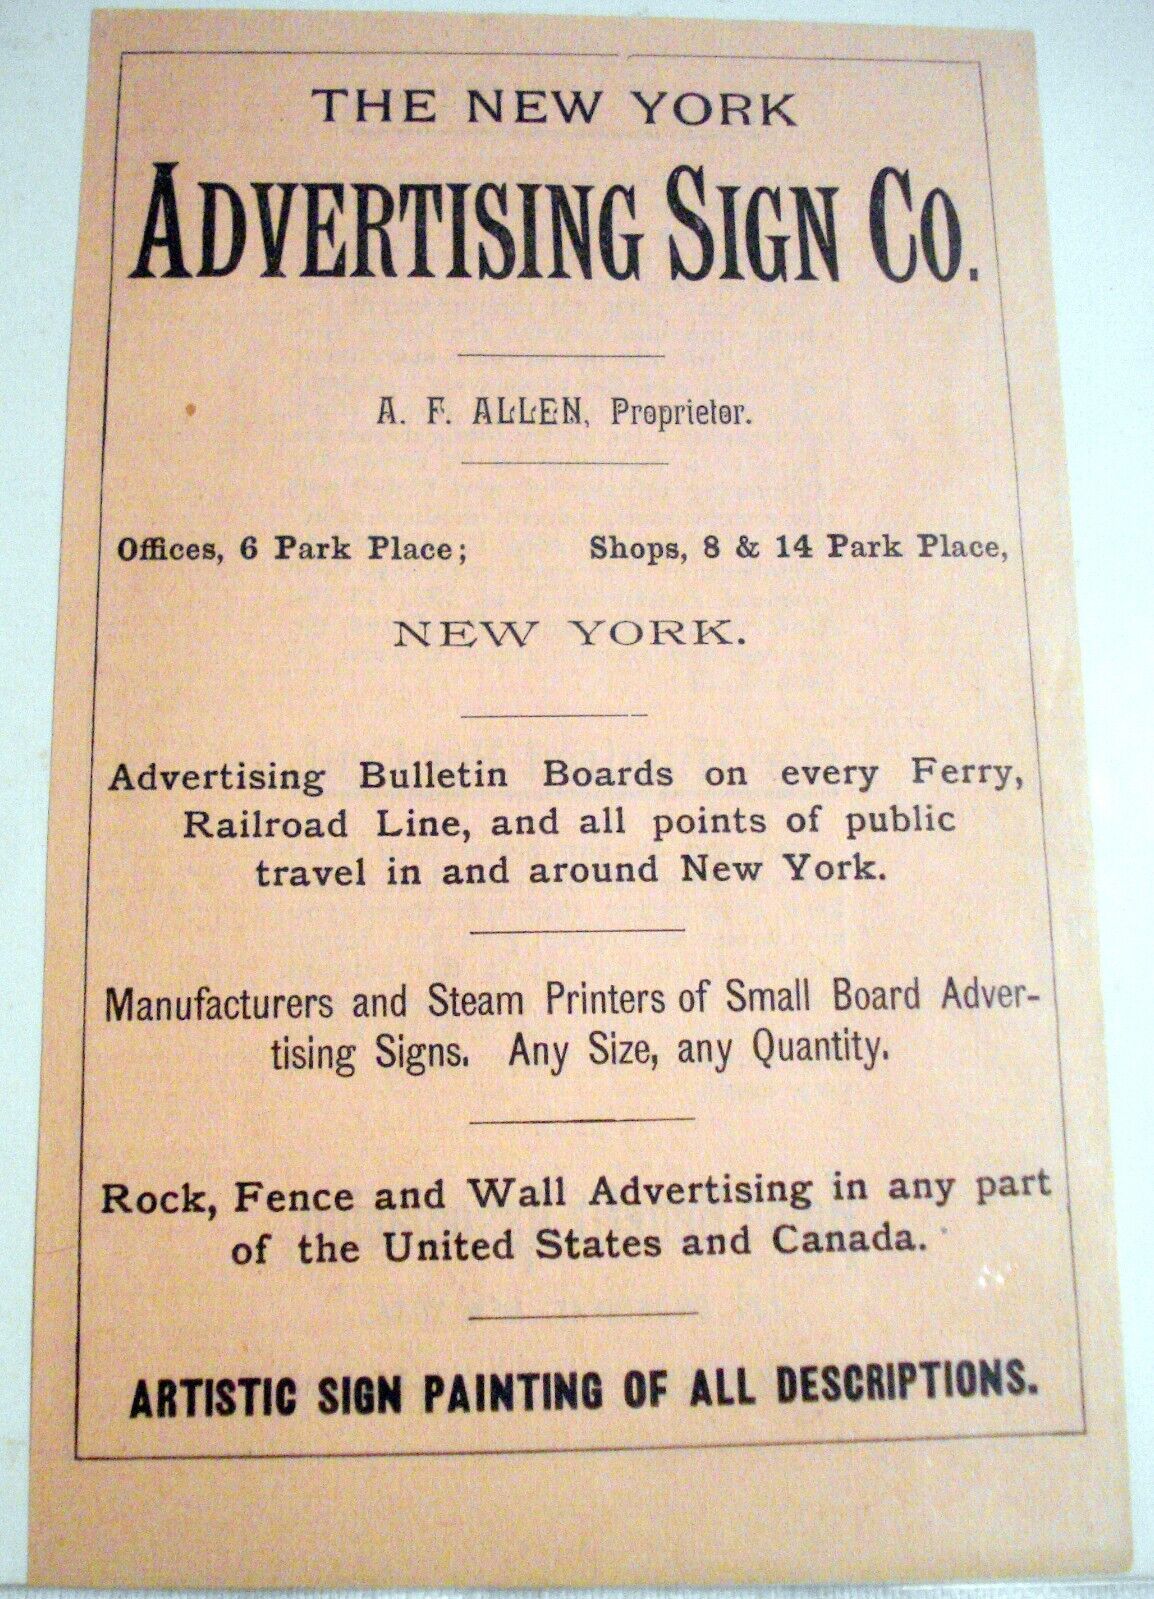 THE NEW YORK
ADVERTISING SIGN CO.
A. F. ALLEN, Proprietor.
Offices, 6 Park Place; Shops, 8 & 14 Park Place,
NEW YORK.
Advertising Bulletin Boards on every Ferry,
Railroad Line, and all points of public
travel in and around New York.
Manufacturers and Steam Printers of Small Board Adver-
tising Signs. Any Size, any Quantity.
Rock, Fence and Wall Advertising in any part
of the United States and Canada.
ARTISTIC SIGN PAINTING OF ALL DESCRIPTIONS.